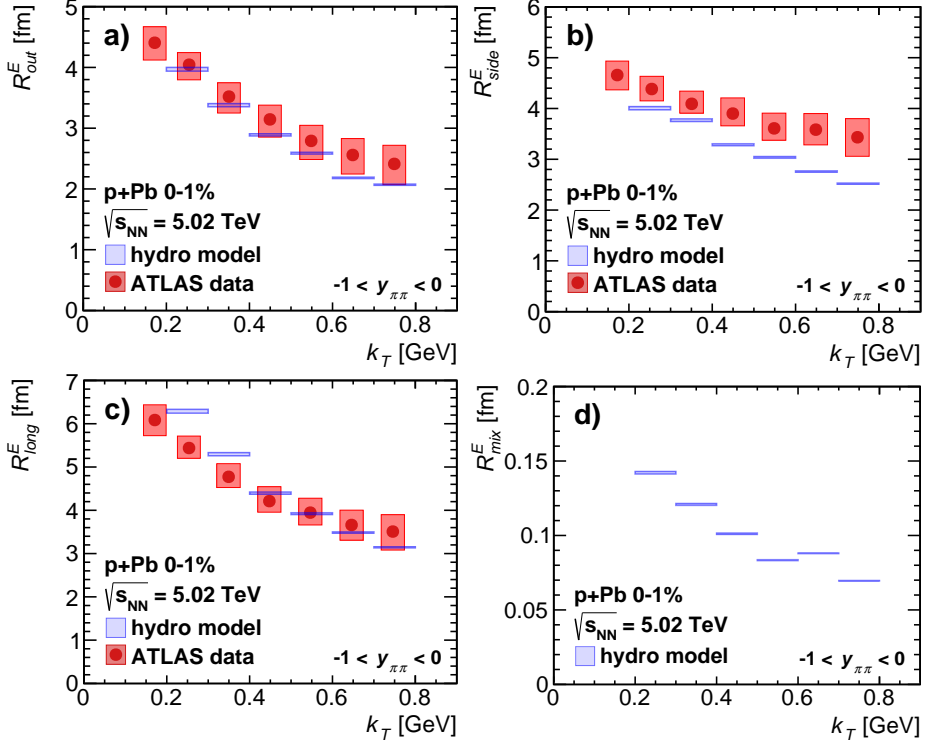 a)
R^E_out [fm]
5
4
3
2
1
0
p+Pb 0-1%
√s_NN = 5.02 TeV
hydro model
ATLAS data
-1 < y_ππ < 0
0 0.2 0.4 0.6 0.8
k_T [GeV]
b)
R^E_side [fm]
6
5
4
3
2
1
0
p+Pb 0-1%
√s_NN = 5.02 TeV
hydro model
ATLAS data
-1 < y_ππ < 0
0 0.2 0.4 0.6 0.8
k_T [GeV]
c)
R^E_long [fm]
7
6
5
4
3
2
1
0
p+Pb 0-1%
√s_NN = 5.02 TeV
hydro model
ATLAS data
-1 < y_ππ < 0
0 0.2 0.4 0.6 0.8
k_T [GeV]
d)
R^E_mix [fm]
0.2
0.15
0.1
0.05
0
p+Pb 0-1%
√s_NN = 5.02 TeV
hydro model
-1 < y_ππ < 0
0 0.2 0.4 0.6 0.8
k_T [GeV]